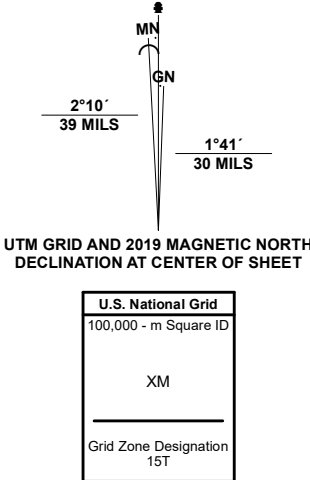 MN
GN
2°10´
39 MILS
1°41´
30 MILS
UTM GRID AND 2019 MAGNETIC NORTH
DECLINATION AT CENTER OF SHEET
U.S. National Grid
100,000 - m Square ID
XM
Grid Zone Designation
15T